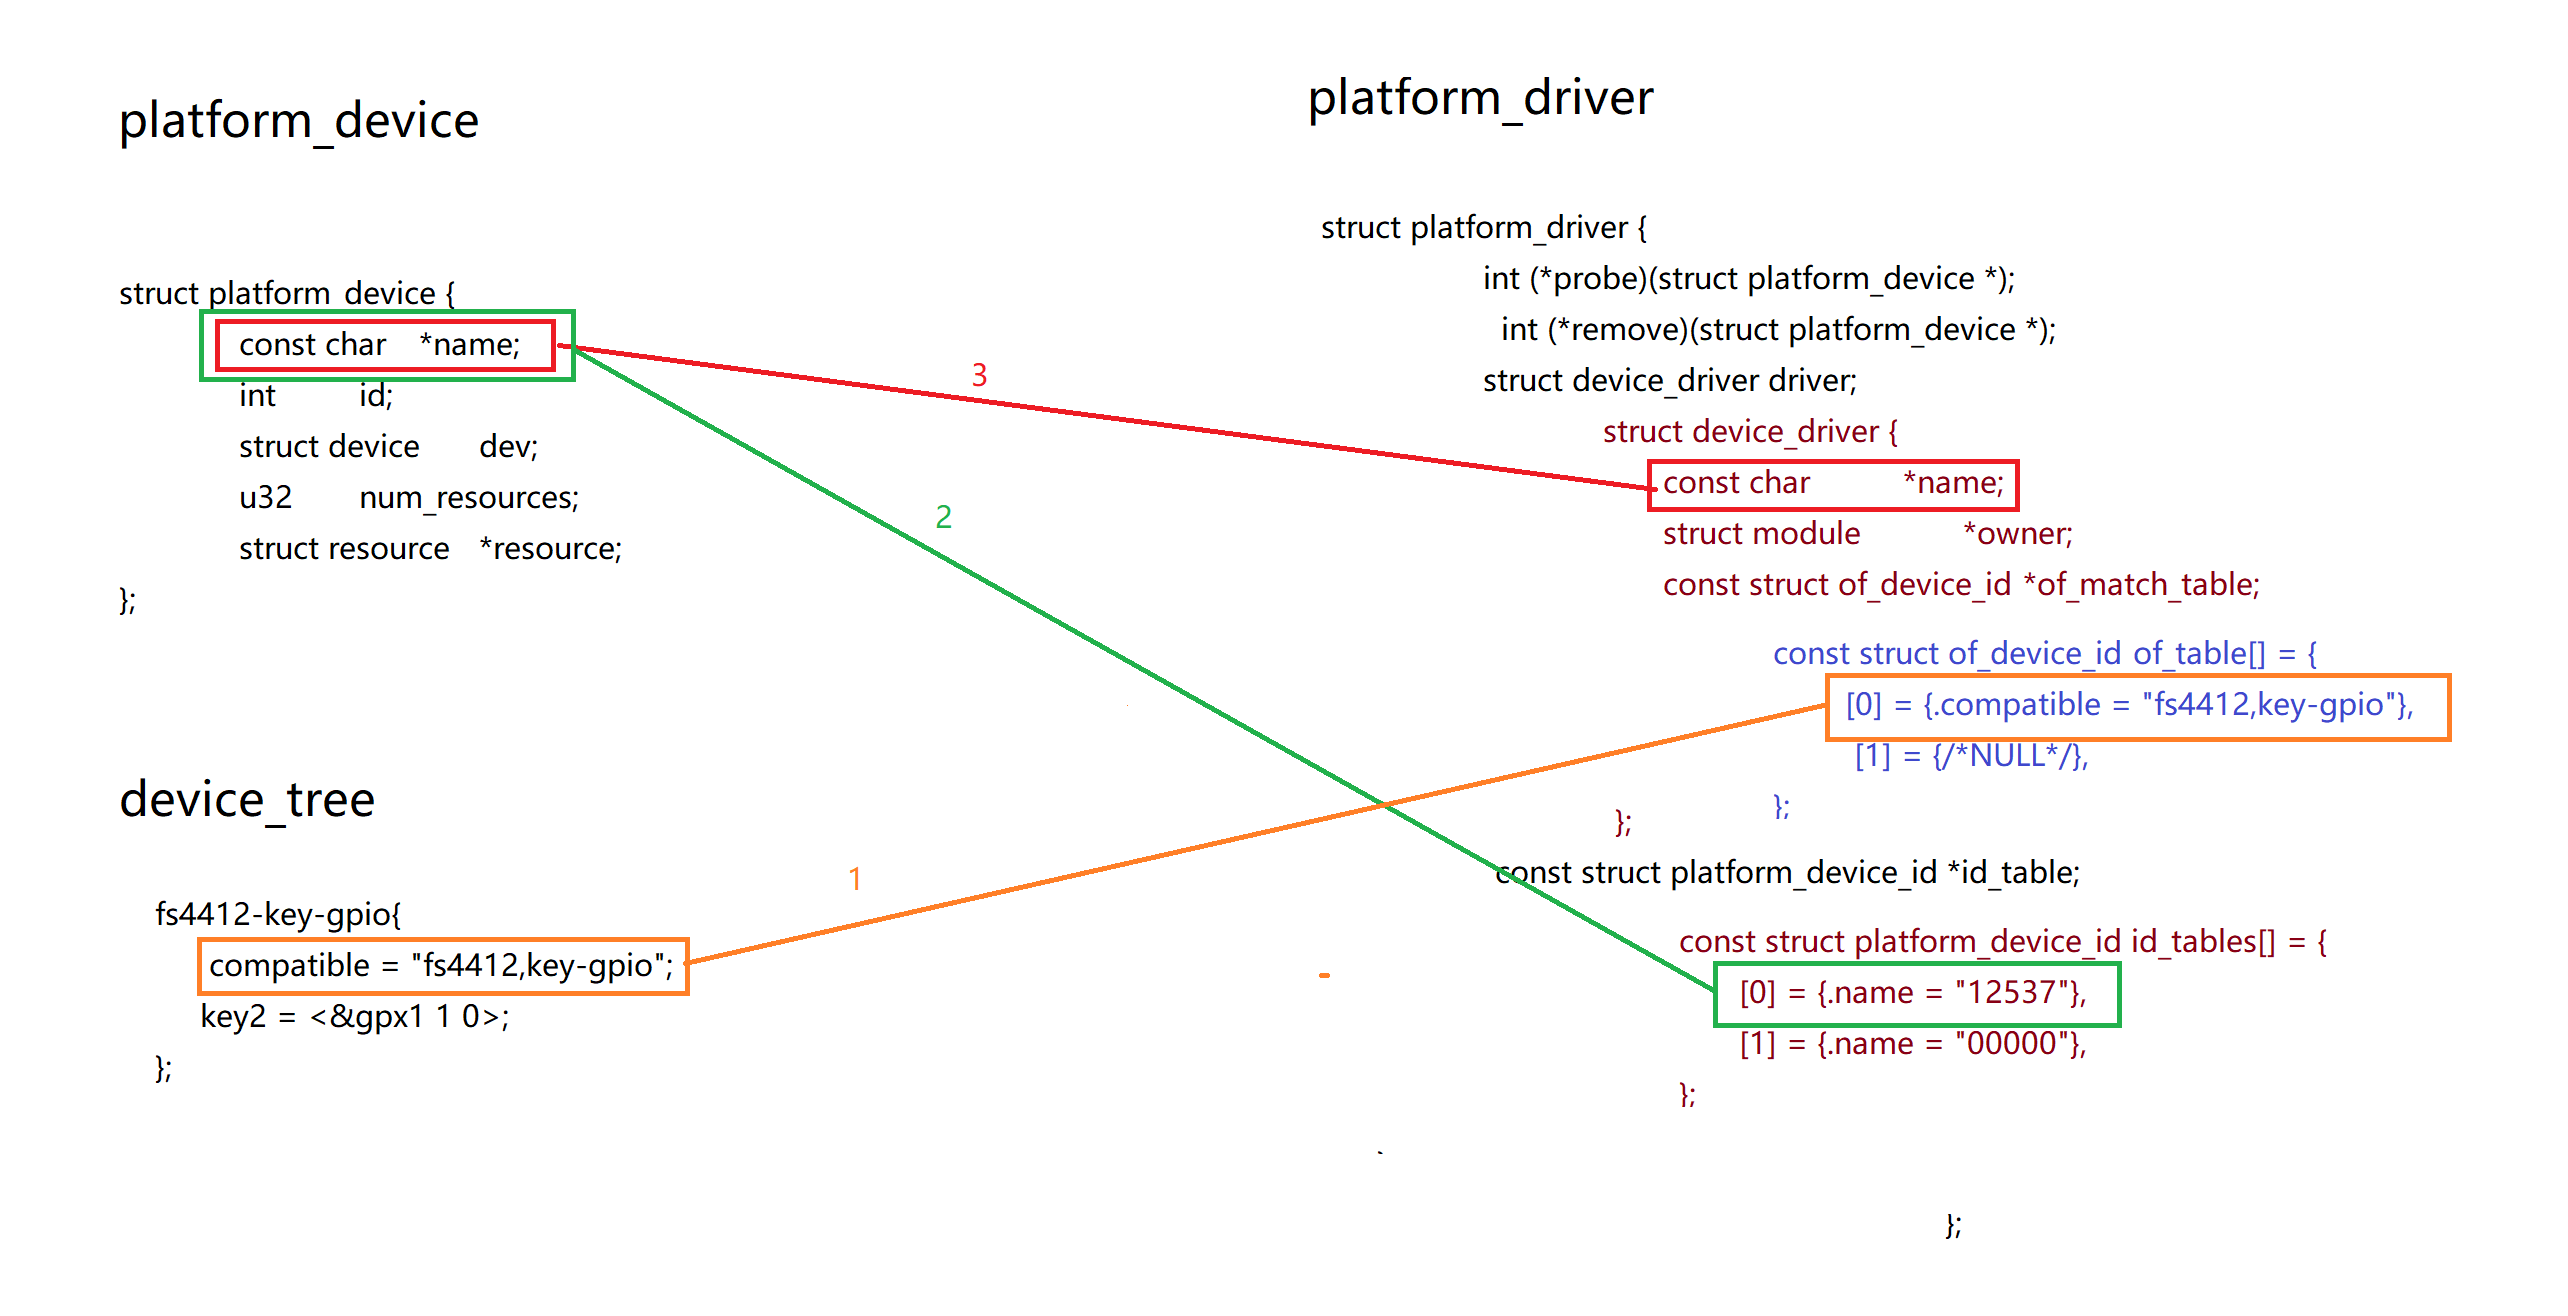 platform_device
struct platform_device {
const char *name;
int id;
struct device dev;
u32 num_resources;
struct resource *resource;
};
device_tree
fs4412-key-gpio{
compatible = "fs4412,key-gpio";
key2 = <&gpx1 1 0>;
};
3
2
1
platform_driver
struct platform_driver {
int (*probe)(struct platform_device *);
int (*remove)(struct platform_device *);
struct device_driver driver;
struct device_driver {
const char *name;
struct module *owner;
const struct of_device_id *of_match_table;
const struct of_device_id of_table[] = {
[0] = {.compatible = "fs4412,key-gpio"},
[1] = {/*NULL*/},
};
};
const struct platform_device_id *id_table;
const struct platform_device_id id_tables[] = {
[0] = {.name = "12537"},
[1] = {.name = "00000"},
};
};